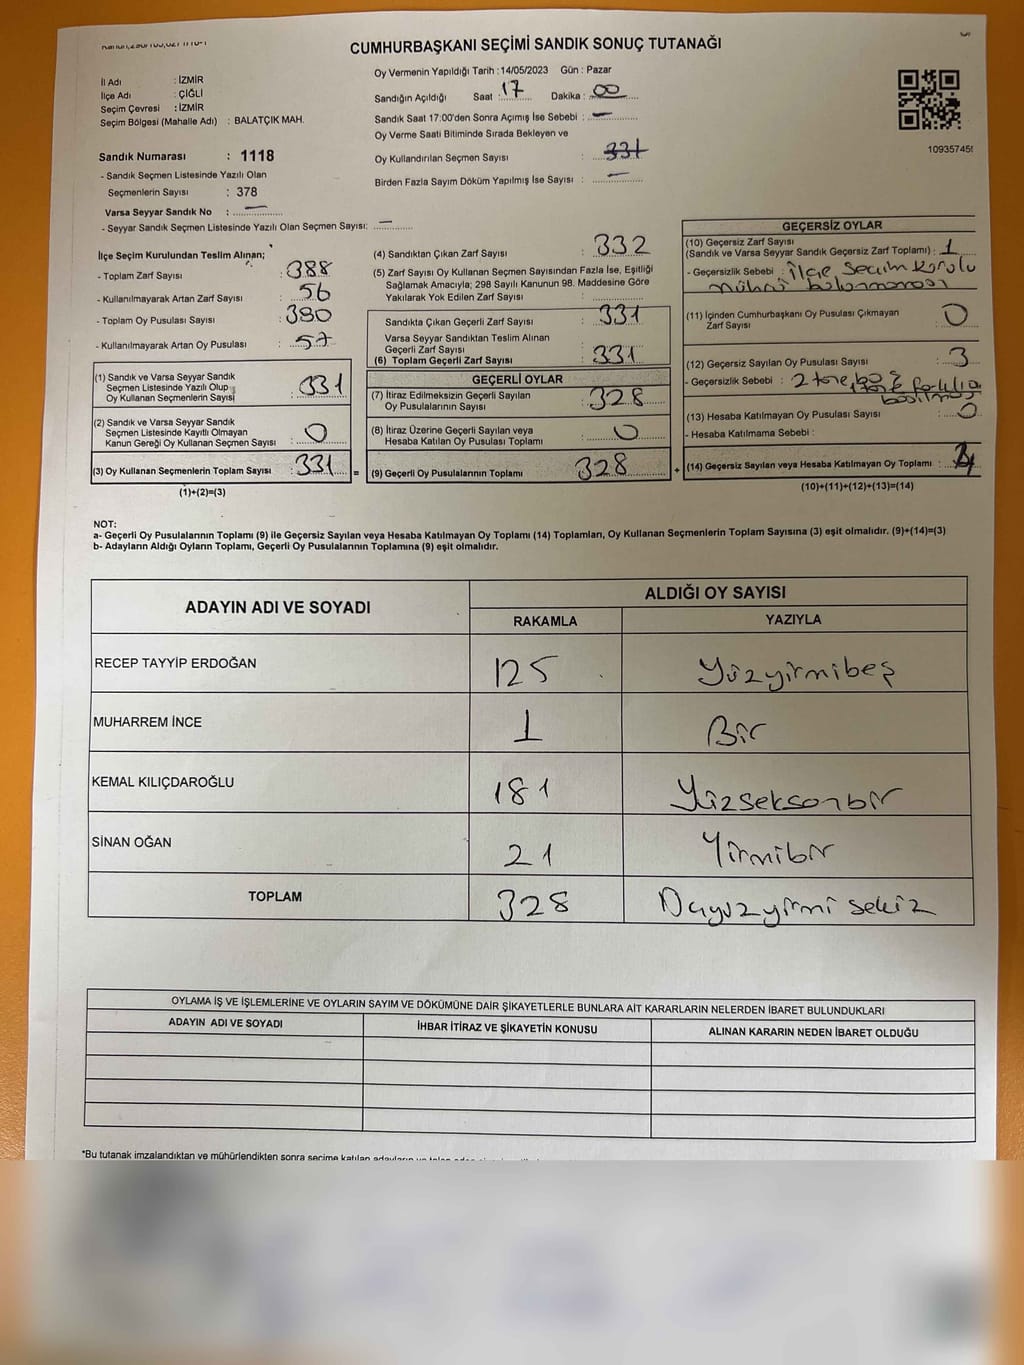 CUMHURBAŞKANI SEÇİMİ SANDIK SONUÇ TUTANAĞI
İl Adı : İZMİR
İlçe Adı : ÇİĞLİ
Seçim Çevresi : İZMİR
Seçim Bölgesi (Mahalle Adı) : BALATÇIK MAH.
Sandık Numarası : 1118
- Sandık Seçmen Listesinde Yazılı Olan
Seçmenlerin Sayısı : 378
Varsa Seyyar Sandık No : —
- Seyyar Sandık Seçmen Listesinde Yazılı Olan Seçmen Sayısı: —
Oy Vermenin Yapıldığı Tarih : 14/05/2023 Gün : Pazar
Sandığın Açıldığı Saat : 17 Dakika : 00
Sandık Saat 17:00'den Sonra Açımış İse Sebebi : —
Oy Verme Saati Bitiminde Sırada Bekleyen ve
Oy Kullandırılan Seçmen Sayısı : 331
Birden Fazla Sayım Döküm Yapılmış İse Sayısı : —
109357459
İlçe Seçim Kurulundan Teslim Alınan;
- Toplam Zarf Sayısı : 388
- Kullanılmayarak Artan Zarf Sayısı : 56
- Toplam Oy Pusulası Sayısı : 380
- Kullanılmayarak Artan Oy Pusulası : 57
(1) Sandık ve Varsa Seyyar Sandık
Seçmen Listesinde Yazılı Olup
Oy Kullanan Seçmenlerin Sayısı : 331
(2) Sandık ve Varsa Seyyar Sandık
Seçmen Listesinde Kayıtlı Olmayan
Kanun Gereği Oy Kullanan Seçmen Sayısı : 0
(3) Oy Kullanan Seçmenlerin Toplam Sayısı : 331 =
(1)+(2)=(3)
(4) Sandıktan Çıkan Zarf Sayısı : 332
(5) Zarf Sayısı Oy Kullanan Seçmen Sayısından Fazla İse, Eşitliği
Sağlamak Amacıyla; 298 Sayılı Kanunun 98. Maddesine Göre
Yakılarak Yok Edilen Zarf Sayısı :
Sandıkta Çıkan Geçerli Zarf Sayısı : 331
Varsa Seyyar Sandıktan Teslim Alınan
Geçerli Zarf Sayısı
(6) Toplam Geçerli Zarf Sayısı : 331
GEÇERLİ OYLAR
(7) İtiraz Edilmeksizin Geçerli Sayılan
Oy Pusulalarının Sayısı : 328
(8) İtiraz Üzerine Geçerli Sayılan veya
Hesaba Katılan Oy Pusulası Toplamı : 0
(9) Geçerli Oy Pusulalarının Toplamı : 328 +
GEÇERSİZ OYLAR
(10) Geçersiz Zarf Sayısı
(Sandık ve Varsa Seyyar Sandık Geçersiz Zarf Toplamı) : 1
- Geçersizlik Sebebi : İlçe Seçim Kurulu
mührü bulunmaması
(11) İçinden Cumhurbaşkanı Oy Pusulası Çıkmayan
Zarf Sayısı : 0
(12) Geçersiz Sayılan Oy Pusulası Sayısı : 3
- Geçersizlik Sebebi : 2 tane
(13) Hesaba Katılmayan Oy Pusulası Sayısı : 0
- Hesaba Katılmama Sebebi :
(14) Geçersiz Sayılan veya Hesaba Katılmayan Oy Toplamı :
(10)+(11)+(12)+(13)=(14)
NOT:
a- Geçerli Oy Pusulalarının Toplamı (9) ile Geçersiz Sayılan veya Hesaba Katılmayan Oy Toplamı (14) Toplamları, Oy Kullanan Seçmenlerin Toplam Sayısına (3) eşit olmalıdır. (9)+(14)=(3)
b- Adayların Aldığı Oyların Toplamı, Geçerli Oy Pusulalarının Toplamına (9) eşit olmalıdır.
ADAYIN ADI VE SOYADI ALDIĞI OY SAYISI
RAKAMLA YAZIYLA
RECEP TAYYİP ERDOĞAN 125 Yüzyirmibeş
MUHARREM İNCE 1 Bir
KEMAL KILIÇDAROĞLU 181 Yüzseksenbir
SİNAN OĞAN 21 Yirmibir
TOPLAM 328 Üçyüzyirmi sekiz
OYLAMA İŞ VE İŞLEMLERİNE VE OYLARIN SAYIM VE DÖKÜMÜNE DAİR ŞİKAYETLERLE BUNLARA AİT KARARLARIN NELERDEN İBARET BULUNDUKLARI
ADAYIN ADI VE SOYADI İHBAR İTİRAZ VE ŞİKAYETİN KONUSU ALINAN KARARIN NEDEN İBARET OLDUĞU
*Bu tutanak imzalandıktan ve mühürlendikten sonra seçime katılan adayların